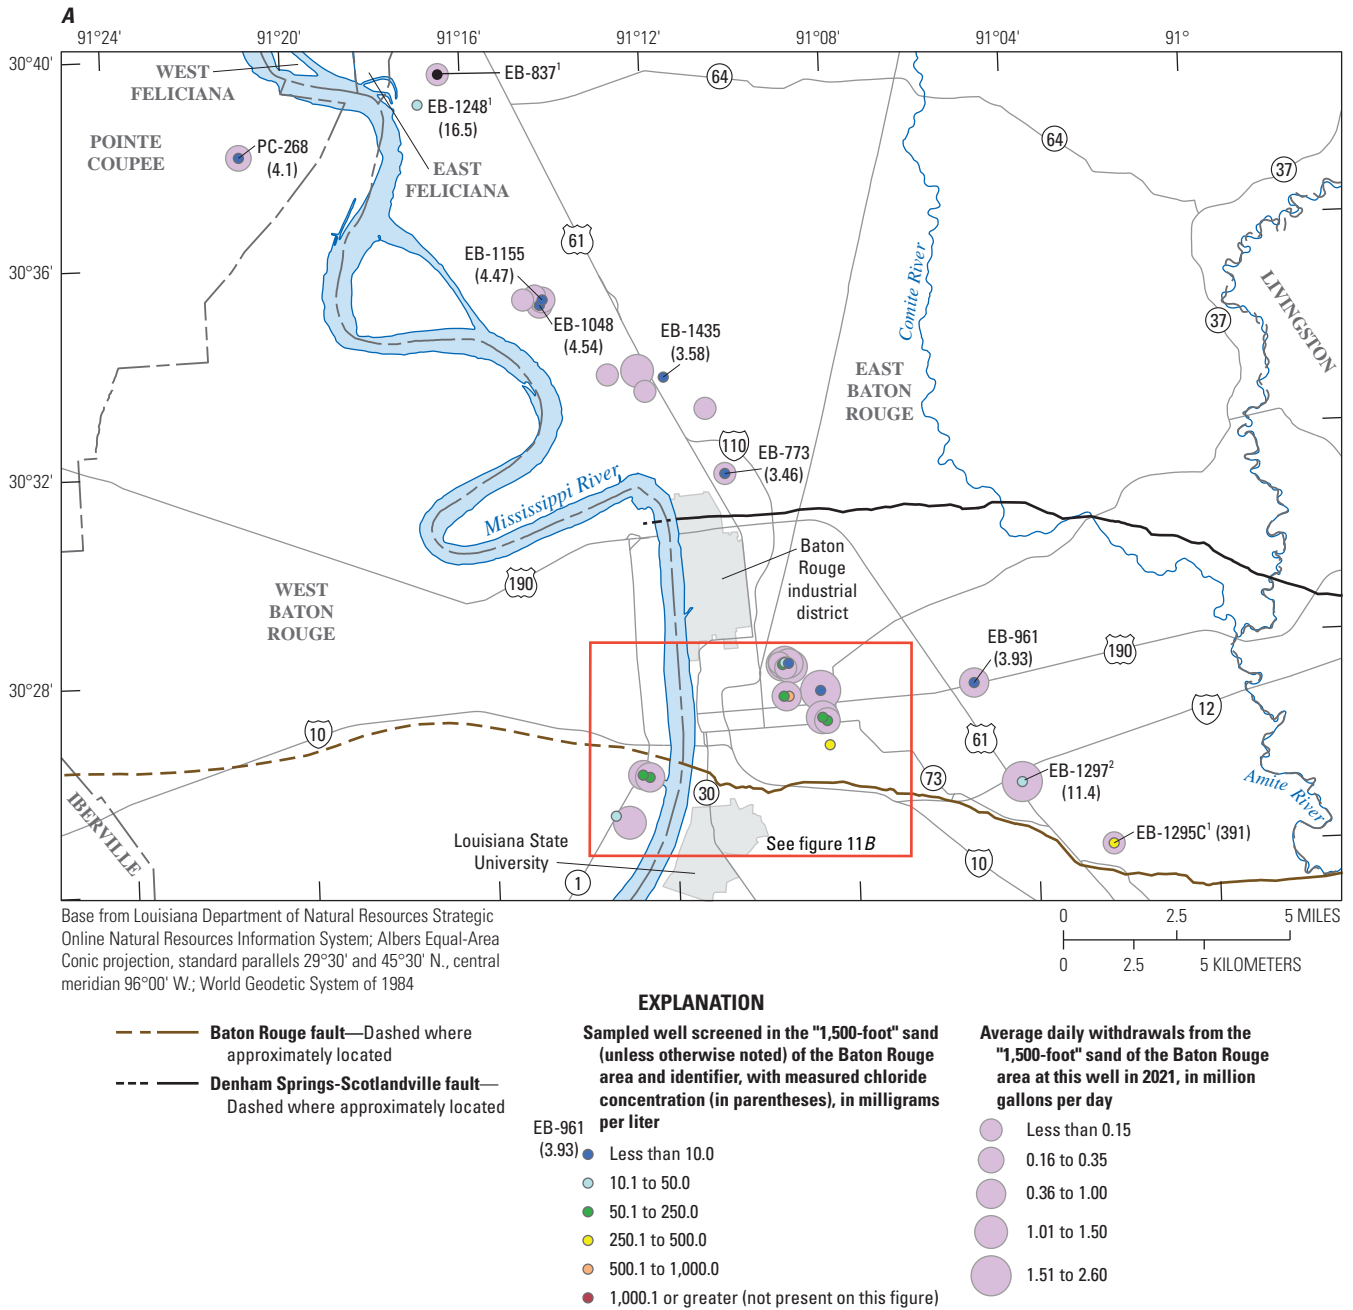 A
91°24' 91°20' 91°16' 91°12' 91°08' 91°04' 91°
30°40'
30°36'
30°32'
30°28'
WEST
FELICIANA
EB-837¹
64
EB-1248¹
(16.5)
POINTE
COUPEE
PC-268
(4.1)
EAST
FELICIANA
64
37
61
EB-1155
(4.47)
EB-1048
(4.54)
EB-1435
(3.58)
Comite River
LIVINGSTON
37
EAST
BATON
ROUGE
110
EB-773
(3.46)
Mississippi River
Baton
Rouge
industrial
district
190
WEST
BATON
ROUGE
EB-961
(3.93)
190
12
10
61
EB-1297²
(11.4)
73
30
Amite River
IBERVILLE
EB-1295C¹ (391)
Louisiana State
University
See figure 11B
10
1
Base from Louisiana Department of Natural Resources Strategic
Online Natural Resources Information System; Albers Equal-Area
Conic projection, standard parallels 29°30' and 45°30' N., central
meridian 96°00' W.; World Geodetic System of 1984
0 2.5 5 MILES
0 2.5 5 KILOMETERS
EXPLANATION
Baton Rouge fault—Dashed where
approximately located
Denham Springs-Scotlandville fault—
Dashed where approximately located
Sampled well screened in the "1,500-foot" sand
(unless otherwise noted) of the Baton Rouge
area and identifier, with measured chloride
concentration (in parentheses), in milligrams
per liter
EB-961
(3.93)
Less than 10.0
10.1 to 50.0
50.1 to 250.0
250.1 to 500.0
500.1 to 1,000.0
1,000.1 or greater (not present on this figure)
Average daily withdrawals from the
"1,500-foot" sand of the Baton Rouge
area at this well in 2021, in million
gallons per day
Less than 0.15
0.16 to 0.35
0.36 to 1.00
1.01 to 1.50
1.51 to 2.60